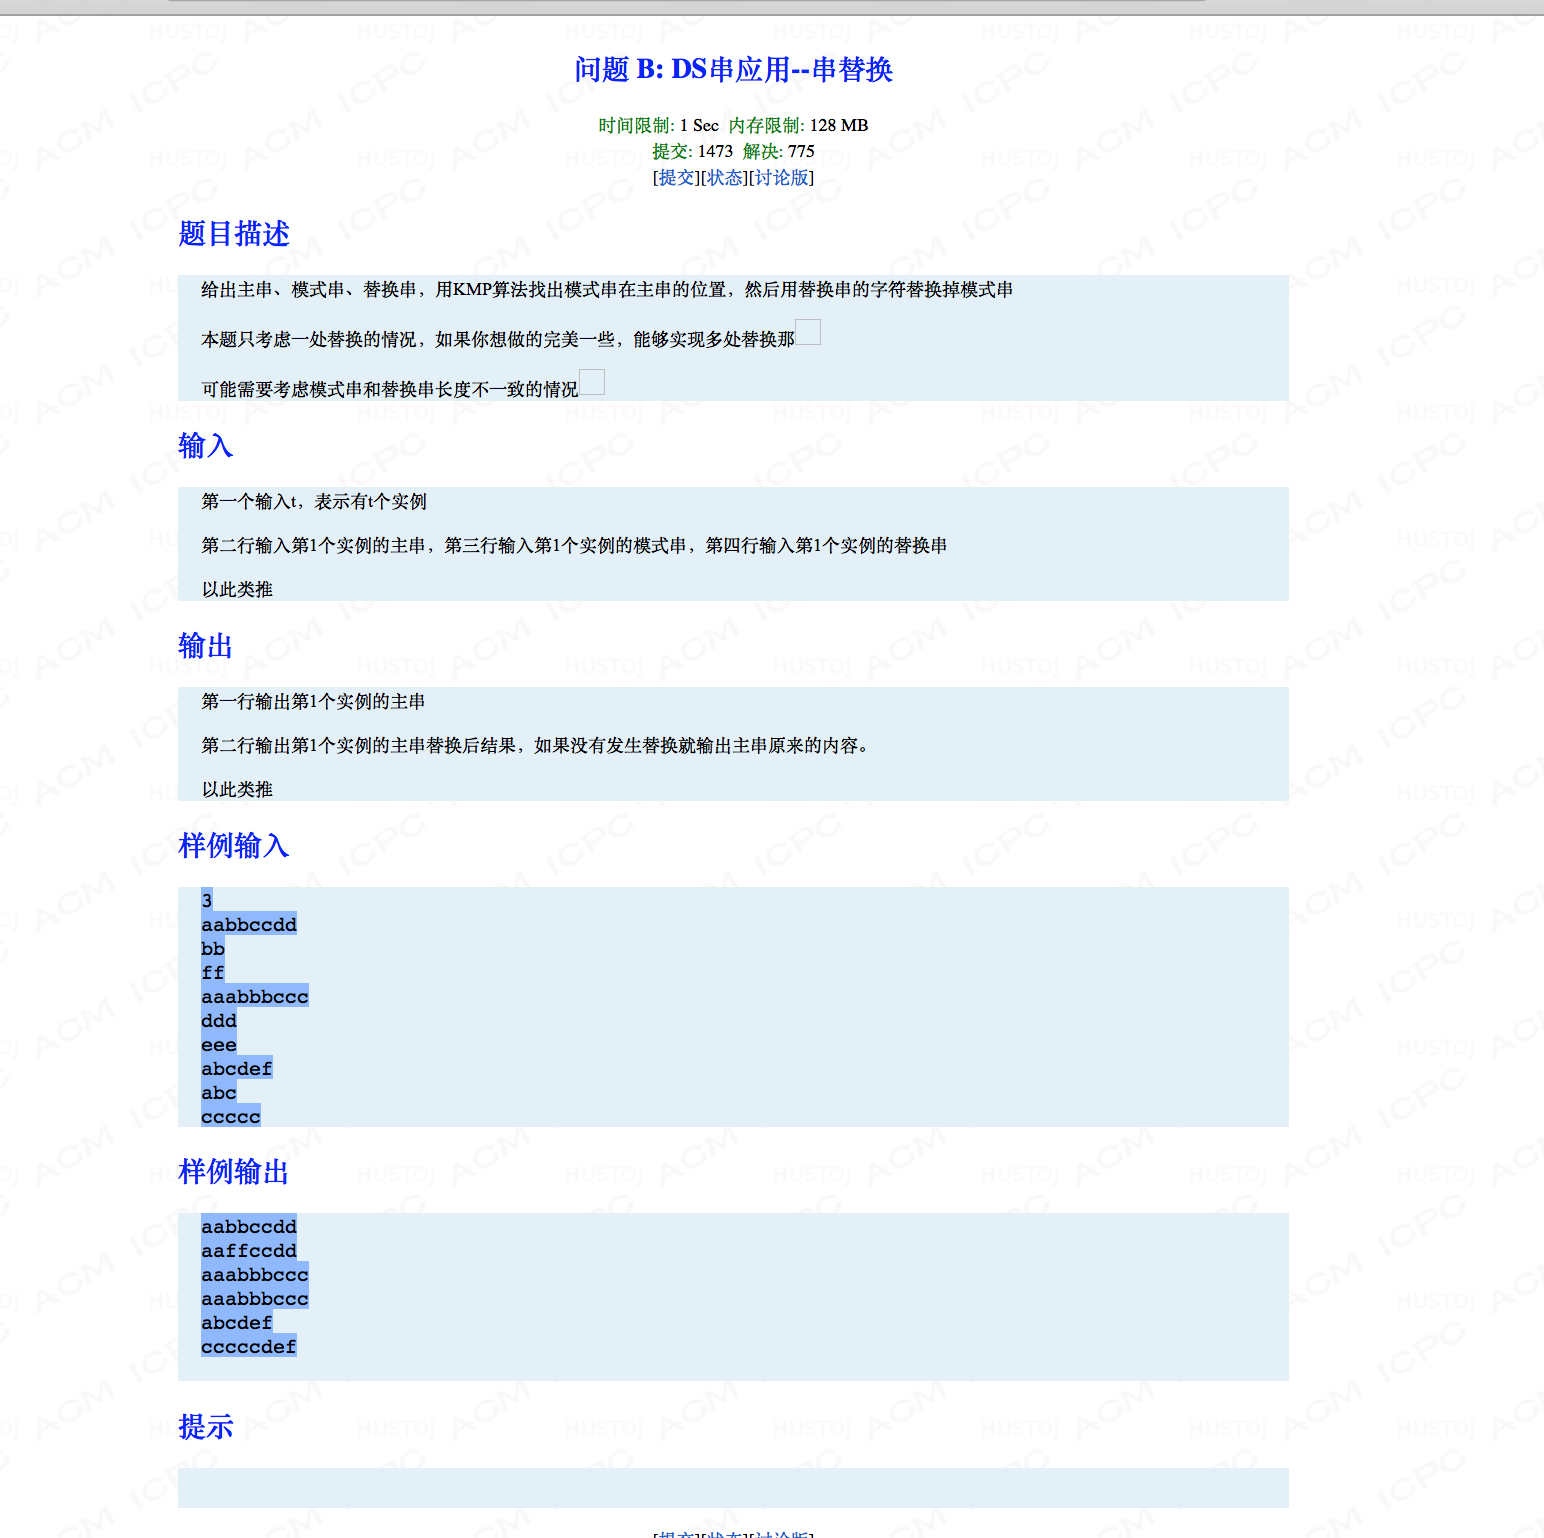 问题 B: DS串应用--串替换
时间限制: 1 Sec  内存限制: 128 MB
提交: 1473  解决: 775
[提交][状态][讨论版]
题目描述
给出主串、模式串、替换串，用KMP算法找出模式串在主串的位置，然后用替换串的字符替换掉模式串
本题只考虑一处替换的情况，如果你想做的完美一些，能够实现多处替换那
可能需要考虑模式串和替换串长度不一致的情况
输入
第一个输入t，表示有t个实例
第二行输入第1个实例的主串，第三行输入第1个实例的模式串，第四行输入第1个实例的替换串
以此类推
输出
第一行输出第1个实例的主串
第二行输出第1个实例的主串替换后结果，如果没有发生替换就输出主串原来的内容。
以此类推
样例输入
3
aabbccdd
bb
ff
aaabbbccc
ddd
eee
abcdef
abc
ccccc
样例输出
aabbccdd
aaffccdd
aaabbbccc
aaabbbccc
abcdef
cccccdef
提示
[提交][状态][讨论版]